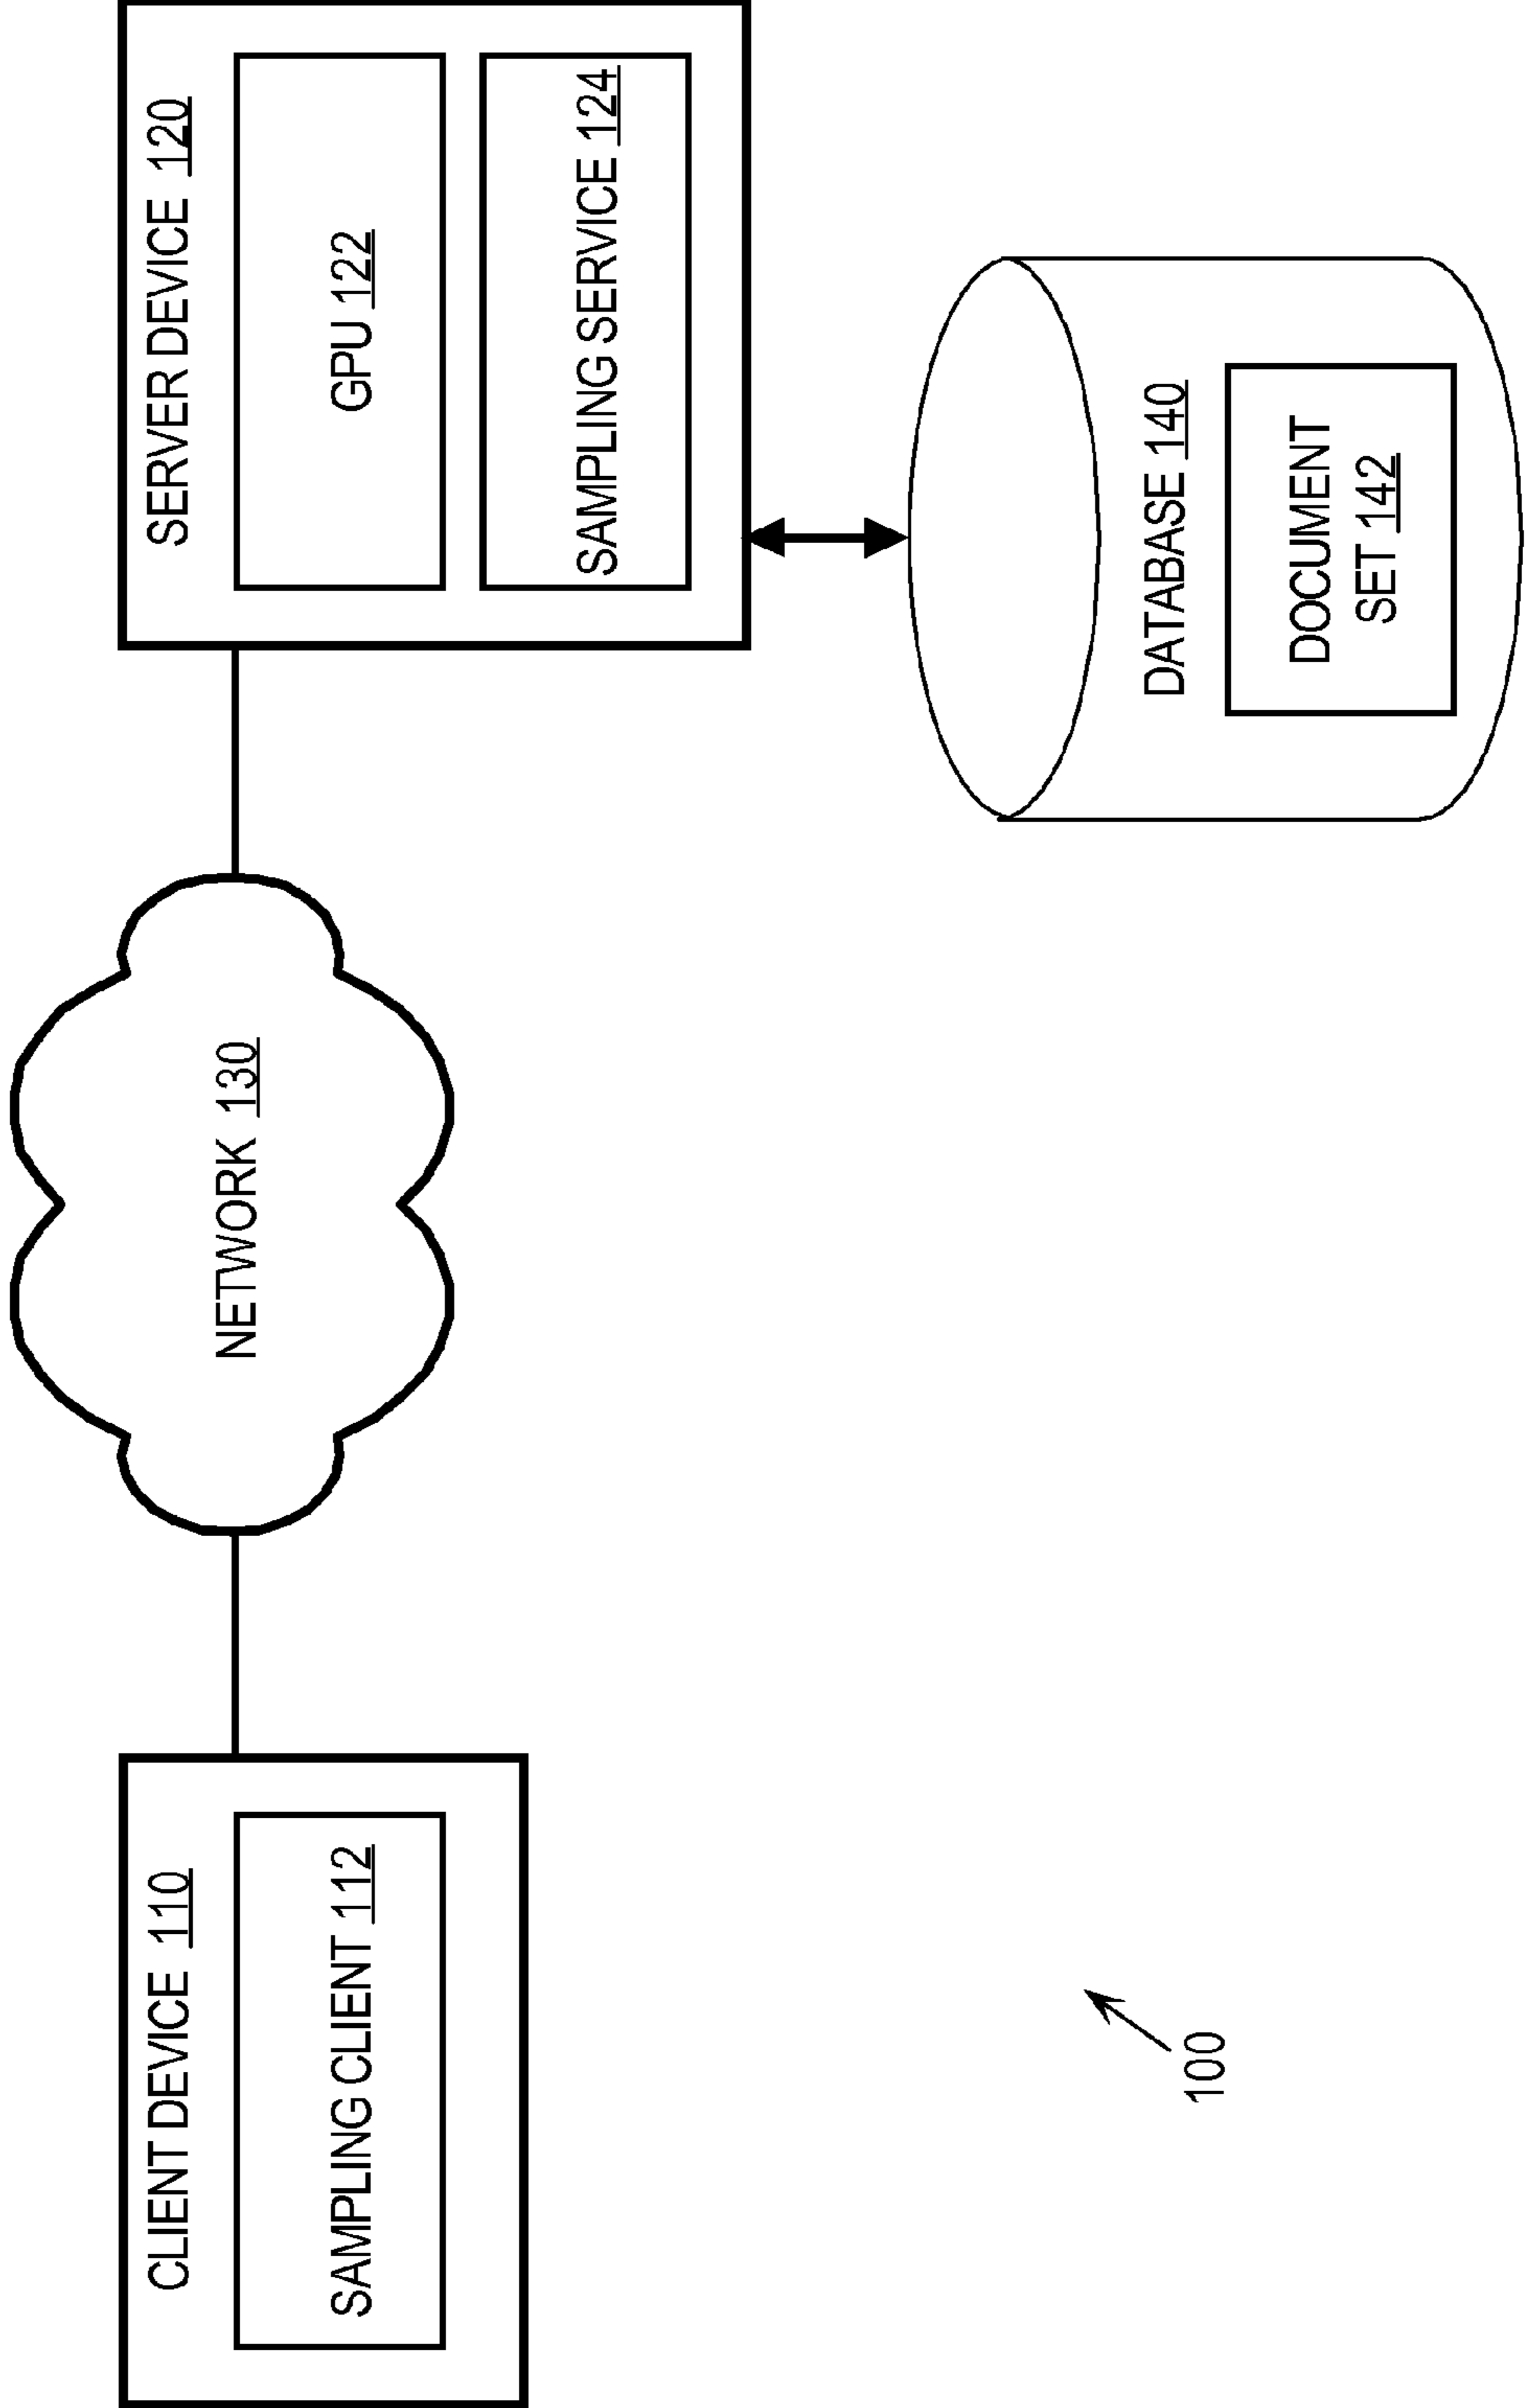 CLIENT DEVICE 110
SAMPLING CLIENT 112
NETWORK 130
SERVER DEVICE 120
GPU 122
SAMPLING SERVICE 124
DATABASE 140
DOCUMENT
SET 142
100